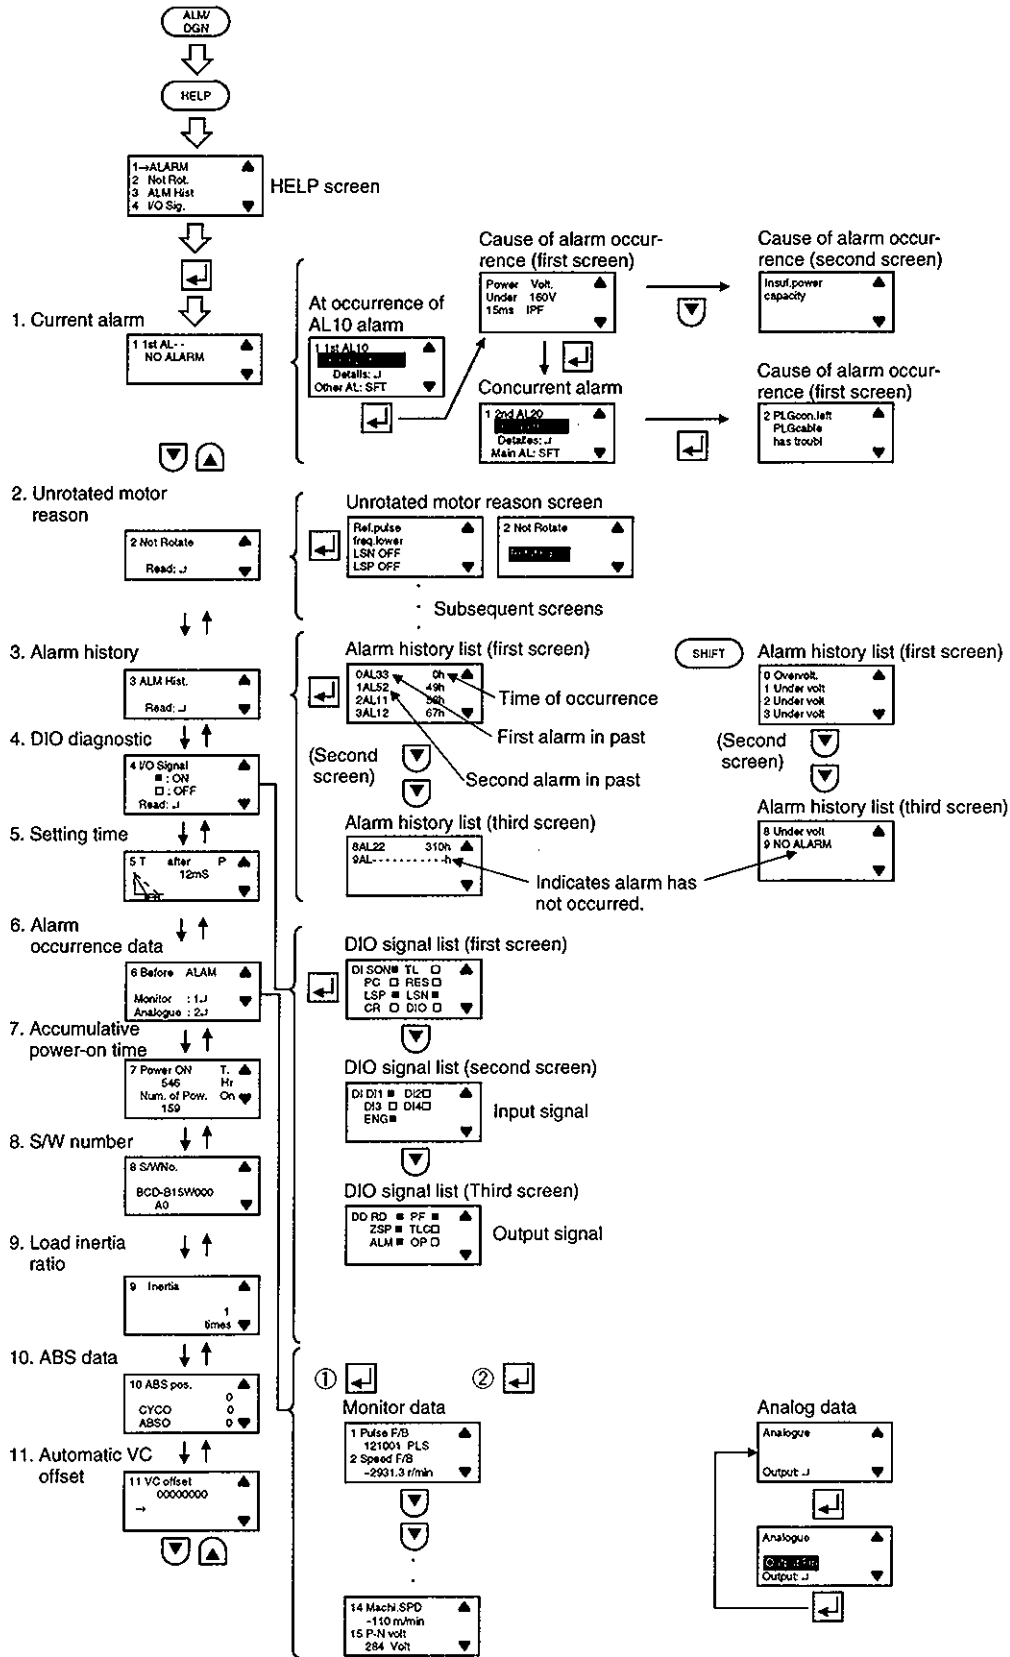 ALM/
DGN
HELP
1→ALARM
2 Not Rot.
3 ALM Hist
4 I/O Sig.
HELP screen
1. Current alarm
1 1st AL--
NO ALARM
At occurrence of
AL10 alarm
1 1st AL10
Details: ↵
Other AL: SFT
Cause of alarm occur-
rence (first screen)
Power Volt.
Under 160V
15ms IPF
Cause of alarm occur-
rence (second screen)
Insuf.power
capacity
Concurrent alarm
1 2nd AL20
Detailes: ↵
Main AL: SFT
Cause of alarm occur-
rence (first screen)
2 PLGcon.left
PLGcable
has troubl
2. Unrotated motor
reason
2 Not Rotate
Read: ↵
Unrotated motor reason screen
Ref.pulse
freq.lower
LSN OFF
LSP OFF
2 Not Rotate
Subsequent screens
3. Alarm history
3 ALM Hist.
Read: ↵
Alarm history list (first screen)
0AL33 0h
1AL52 49h
2AL11 56h
3AL12 67h
Time of occurrence
First alarm in past
(Second
screen)
Second alarm in past
Alarm history list (third screen)
8AL22 310h
9AL----------h
Indicates alarm has
not occurred.
SHIFT
Alarm history list (first screen)
0 Overvolt.
1 Under volt
2 Under volt
3 Under volt
(Second
screen)
Alarm history list (third screen)
8 Under volt
9 NO ALARM
4. DIO diagnostic
4 I/O Signal
■ : ON
□ : OFF
Read: ↵
5. Setting time
5 T after P
12mS
6. Alarm
occurrence data
6 Before ALAM
Monitor : 1↵
Analogue : 2↵
DIO signal list (first screen)
DI SON■ TL □
PC □ RES□
LSP ■ LSN■
CR □ DIO□
DIO signal list (second screen)
DI DI1■ DI2□
DI3 □ DI4□
ENG■
Input signal
DIO signal list (Third screen)
DO RD ■ PF ■
ZSP ■ TLC□
ALM ■ OP □
Output signal
7. Accumulative
power-on time
7 Power ON T.
546 Hr
Num. of Pow. On
159
8. S/W number
8 S/WNo.
BCD-B15W000
A0
9. Load inertia
ratio
9 Inertia
1
times
10. ABS data
10 ABS pos.
0
CYCO 0
ABSO 0
11. Automatic VC
offset
11 VC offset
00000000
→
①
Monitor data
1 Pulse F/B
121001 PLS
2 Speed F/B
-2931.3 r/min
14 Machi.SPD
-110 m/min
15 P-N volt
284 Volt
②
Analog data
Analogue
Output: ↵
Analogue
Output: ↵